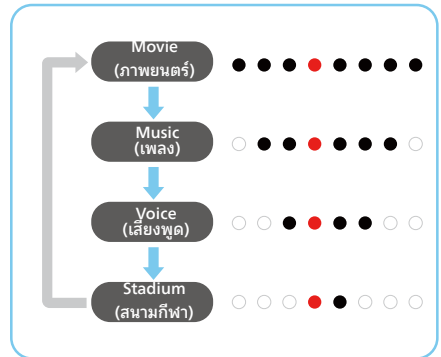 Movie
(ภาพยนตร์)
Music
(เพลง)
Voice
(เสียงพูด)
Stadium
(สนามกีฬา)